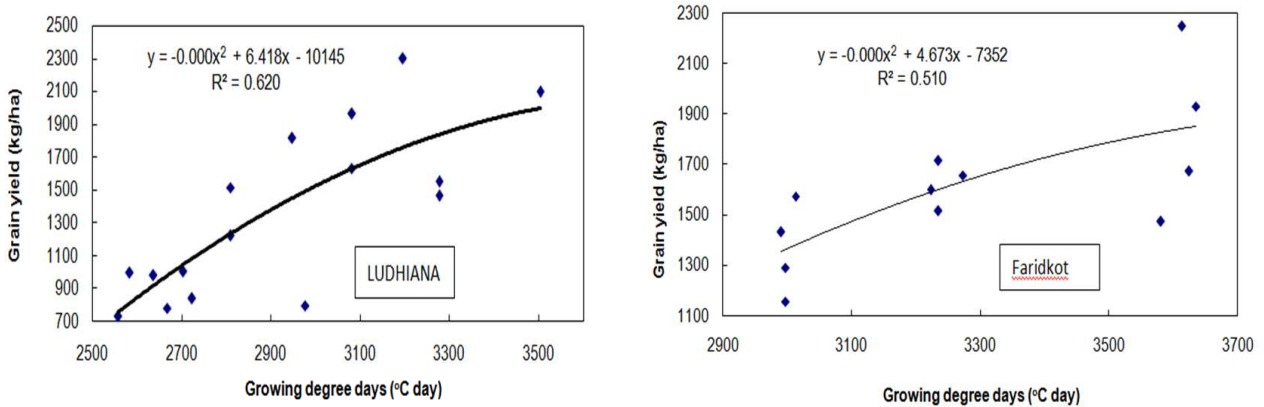 2500
2300
2100
1900
1700
1500
1300
1100
900
700
Grain yield (kg/ha)
y = -0.000x² + 6.418x - 10145
R² = 0.620
LUDHIANA
2500 2700 2900 3100 3300 3500
Growing degree days (°C day)
2300
2100
1900
1700
1500
1300
1100
Grain yield (kg/ha)
y = -0.000x² + 4.673x - 7352
R² = 0.510
Faridkot
2900 3100 3300 3500 3700
Growing degree days (°C day)